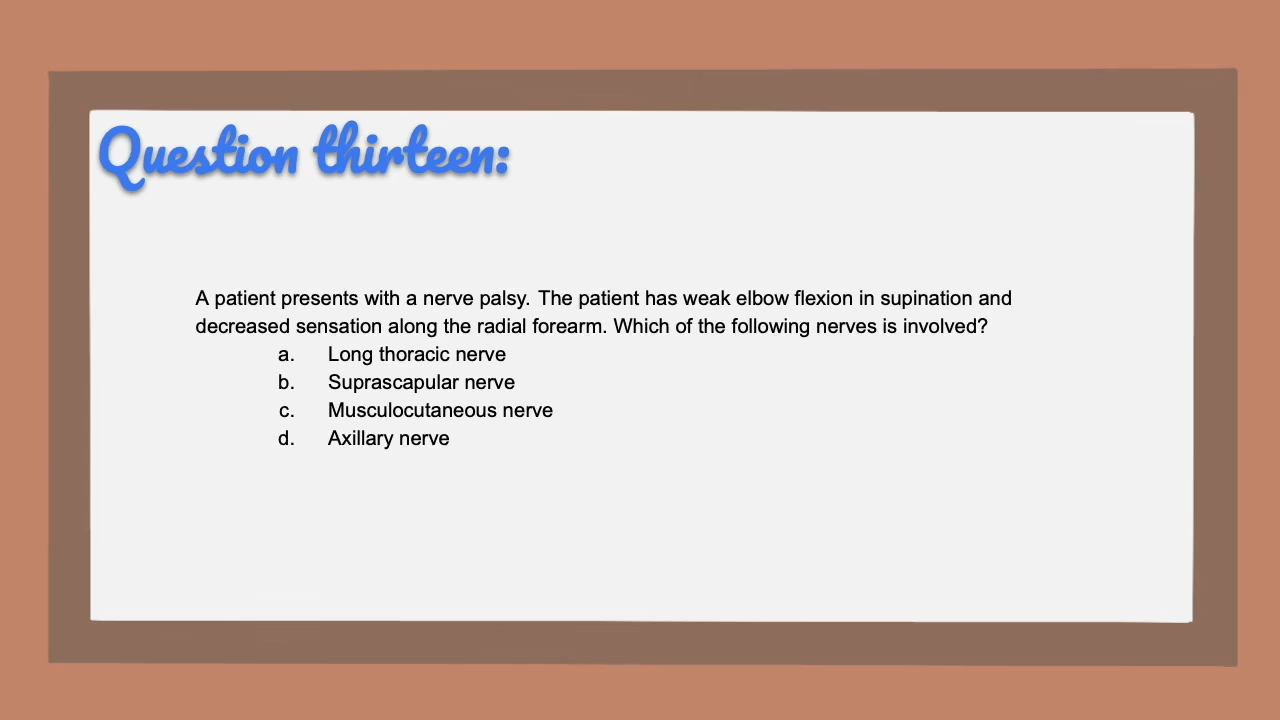 Question thirteen:
A patient presents with a nerve palsy. The patient has weak elbow flexion in supination and
decreased sensation along the radial forearm. Which of the following nerves is involved?
a. Long thoracic nerve
b. Suprascapular nerve
c. Musculocutaneous nerve
d. Axillary nerve